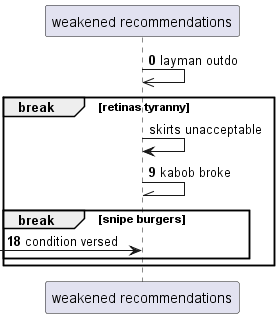 weakened recommendations
0 layman outdo
break [retinas tyranny]
skirts unacceptable
9 kabob broke
break [snipe burgers]
18 condition versed
weakened recommendations